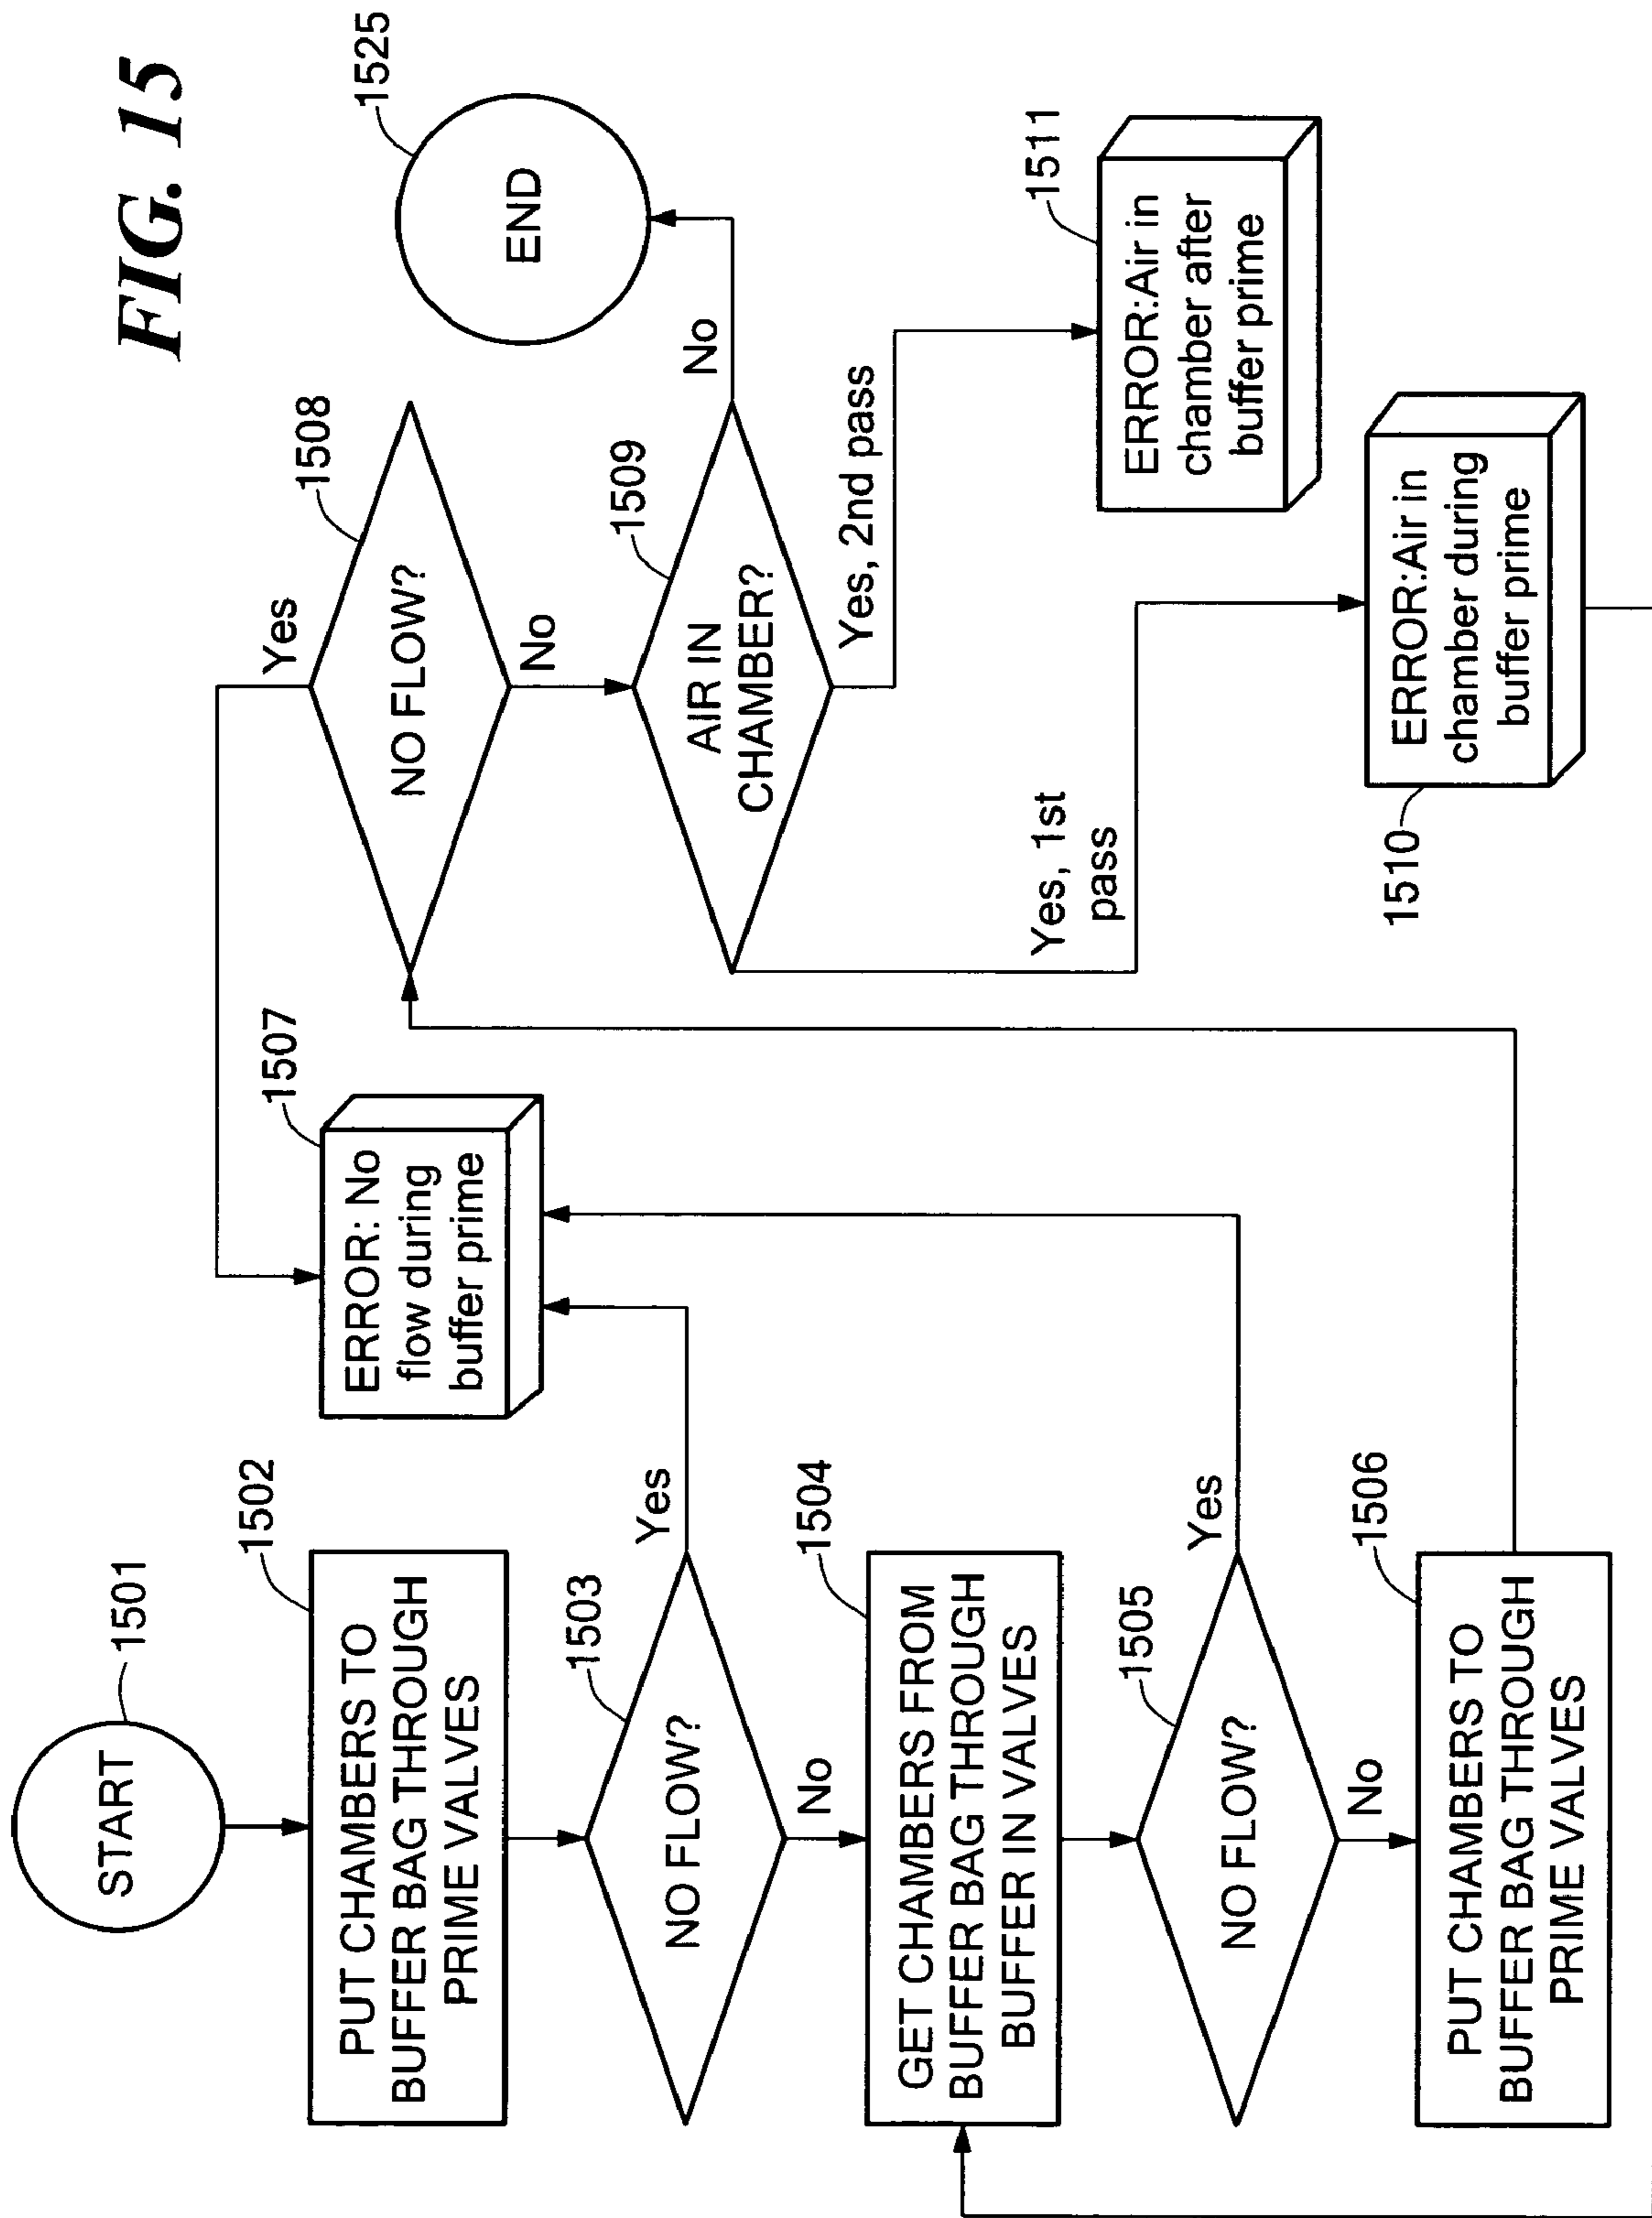 FIG. 15
START
1501
PUT CHAMBERS TO
BUFFER BAG THROUGH
PRIME VALVES
1502
NO FLOW?
1503
Yes
No
GET CHAMBERS FROM
BUFFER BAG THROUGH
BUFFER IN VALVES
1504
NO FLOW?
1505
Yes
No
PUT CHAMBERS TO
BUFFER BAG THROUGH
PRIME VALVES
1506
ERROR: No
flow during
buffer prime
1507
NO FLOW?
1508
Yes
No
AIR IN
CHAMBER?
1509
No
END
1525
Yes, 1st
pass
Yes, 2nd pass
ERROR:Air in
chamber during
buffer prime
1510
ERROR:Air in
chamber after
buffer prime
1511